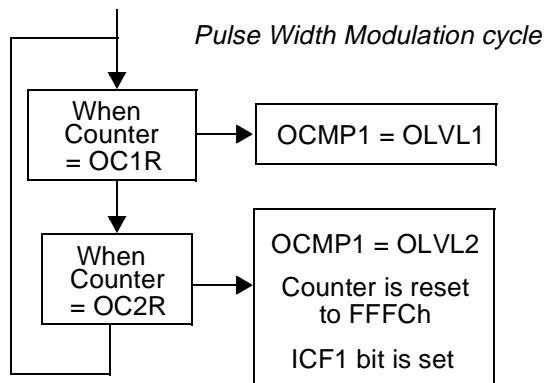 Pulse Width Modulation cycle
When
Counter
= OC1R
OCMP1 = OLVL1
When
Counter
= OC2R
OCMP1 = OLVL2
Counter is reset
to FFFCh
ICF1 bit is set